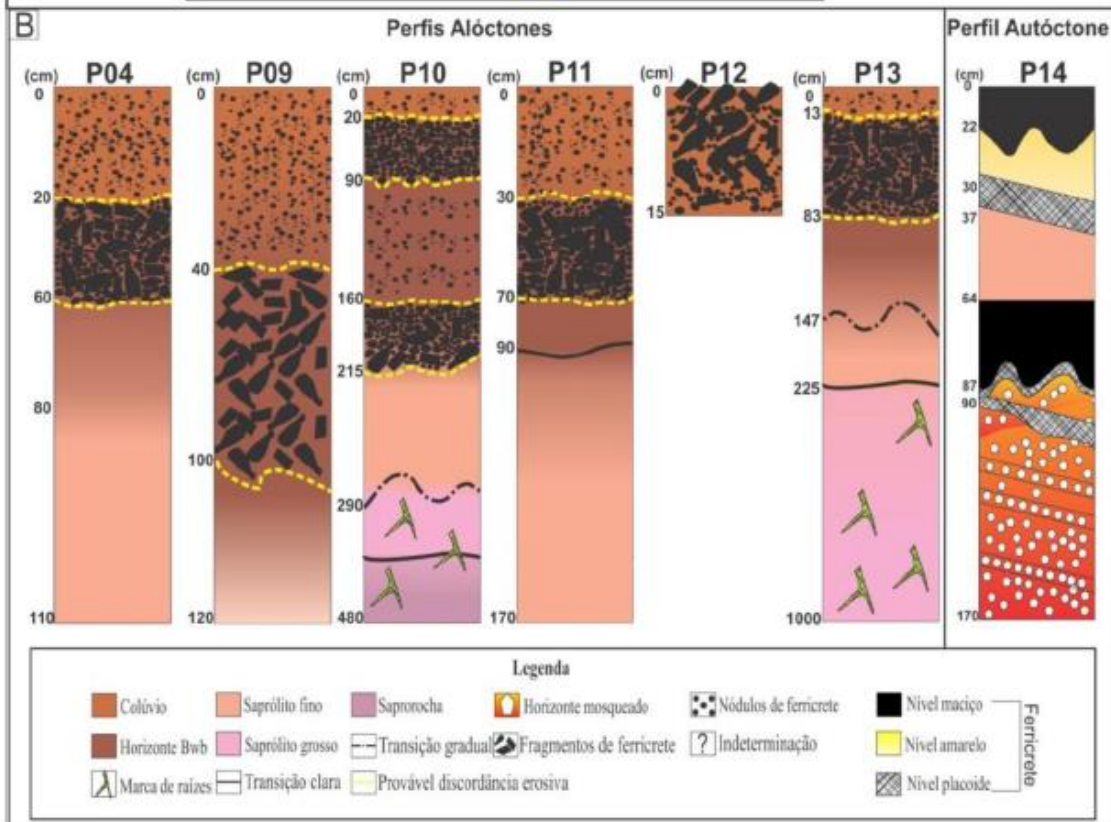 B
Perfis Alóctones
Perfil Autóctone
(cm) P04
0
20
60
80
110
P09
0
40
100
120
(cm) P10
0
20
90
160
215
290
480
(cm) P11
0
30
70
90
170
(cm) P12
0
15
(cm) P13
0
13
83
147
225
1000
(cm) P14
0
22
30
37
64
87
90
170
Legenda
Colúvio
Saprólito fino
Saprorocha
Horizonte mosqueado
Nódulos de ferricrete
Nível maciço
Horizonte Bwb
Saprólito grosso
Transição gradual
Fragmentos de ferricrete
? Indeterminação
Nível amarelo
Marca de raízes
Transição clara
Provável discordância erosiva
Nível placoide
Ferricrete